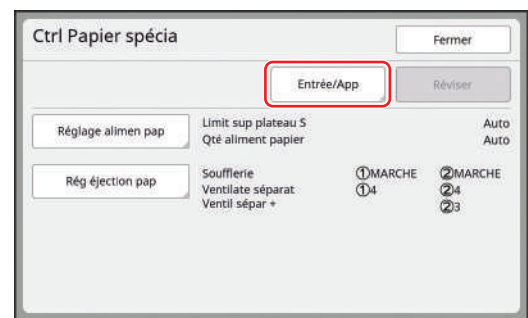 Ctrl Papier spécia
Fermer
Entrée/App
Réviser
Réglage alimen pap
Limit sup plateau S Auto
Qté aliment papier Auto
Rég éjection pap
Soufflerie ①MARCHE ②MARCHE
Ventilate séparat ①4 ②4
Ventil sépar + ②3